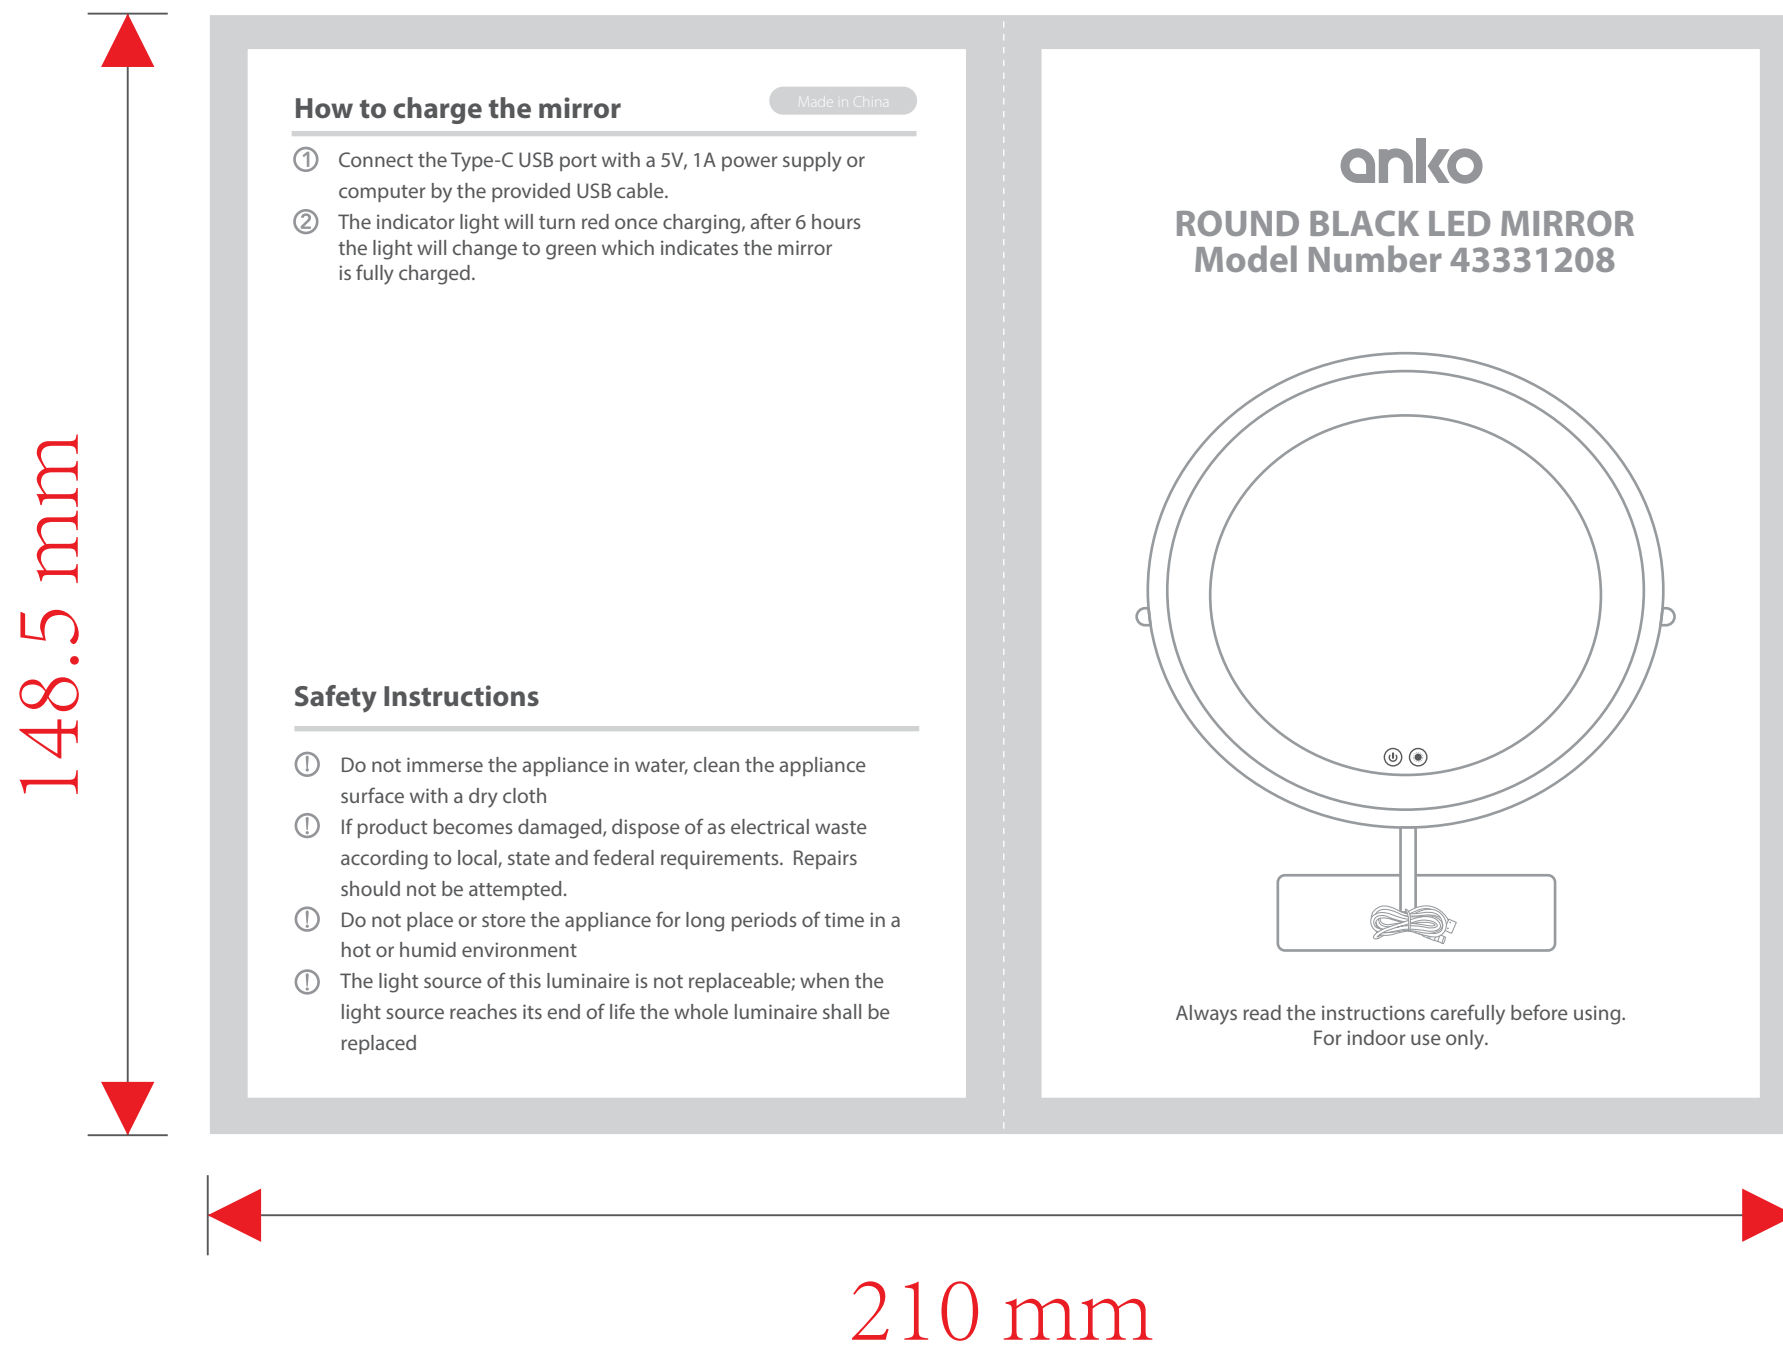 How to charge the mirror
Made in China
1 Connect the Type-C USB port with a 5V, 1A power supply or
computer by the provided USB cable.
2 The indicator light will turn red once charging, after 6 hours
the light will change to green which indicates the mirror
is fully charged.
Safety Instructions
! Do not immerse the appliance in water, clean the appliance
surface with a dry cloth
! If product becomes damaged, dispose of as electrical waste
according to local, state and federal requirements. Repairs
should not be attempted.
! Do not place or store the appliance for long periods of time in a
hot or humid environment
! The light source of this luminaire is not replaceable; when the
light source reaches its end of life the whole luminaire shall be
replaced
anko
ROUND BLACK LED MIRROR
Model Number 43331208
Always read the instructions carefully before using.
For indoor use only.
148.5 mm
210 mm